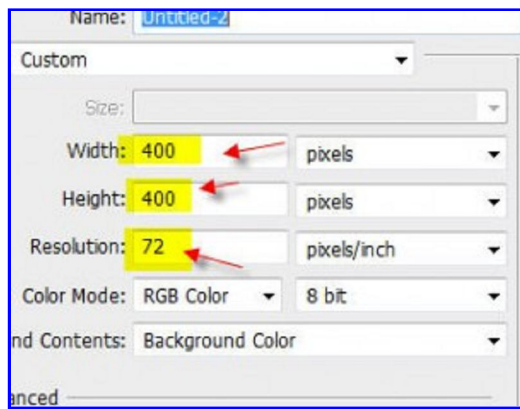 Name: Untitled-2
Custom
Size:
Width: 400 pixels
Height: 400 pixels
Resolution: 72 pixels/inch
Color Mode: RGB Color 8 bit
nd Contents: Background Color
anced